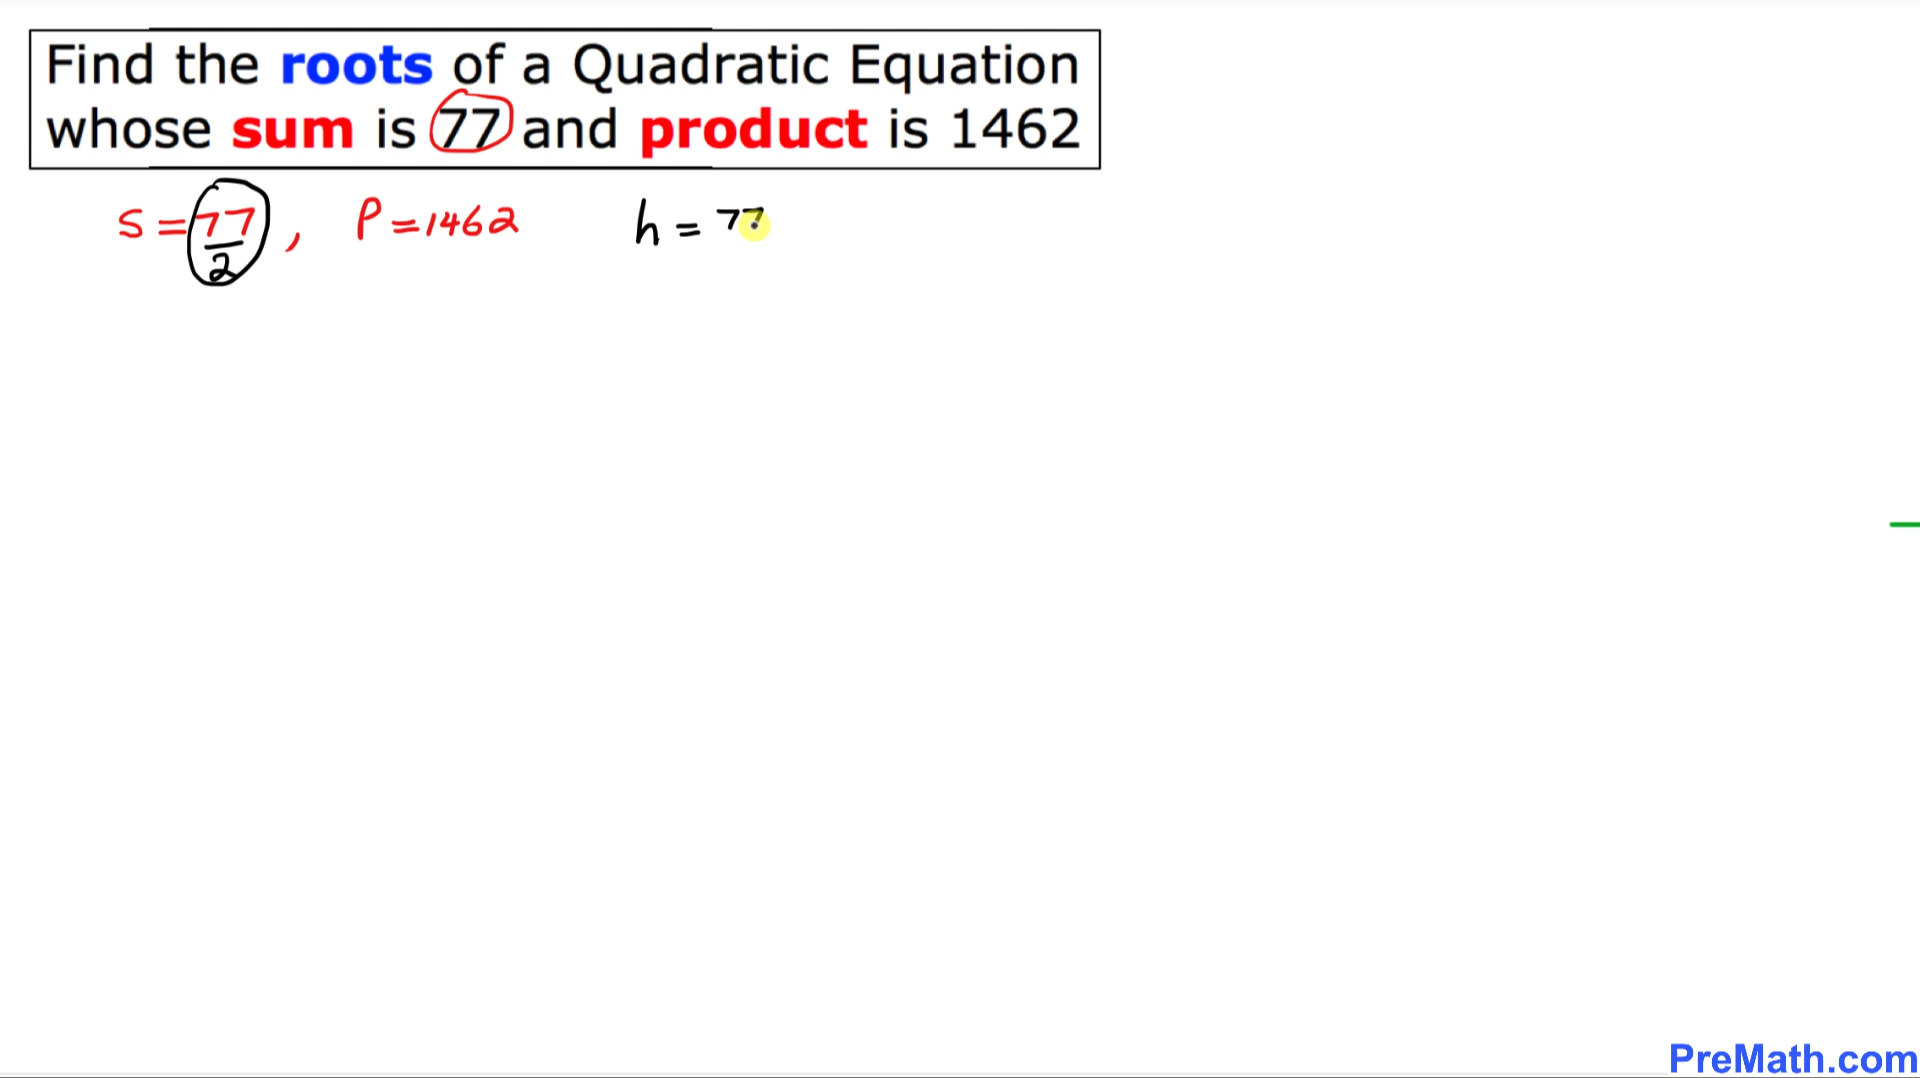 Find the roots of a Quadratic Equation
whose sum is 77 and product is 1462
S = 77/2 , P = 1462 h = 77
PreMath.com